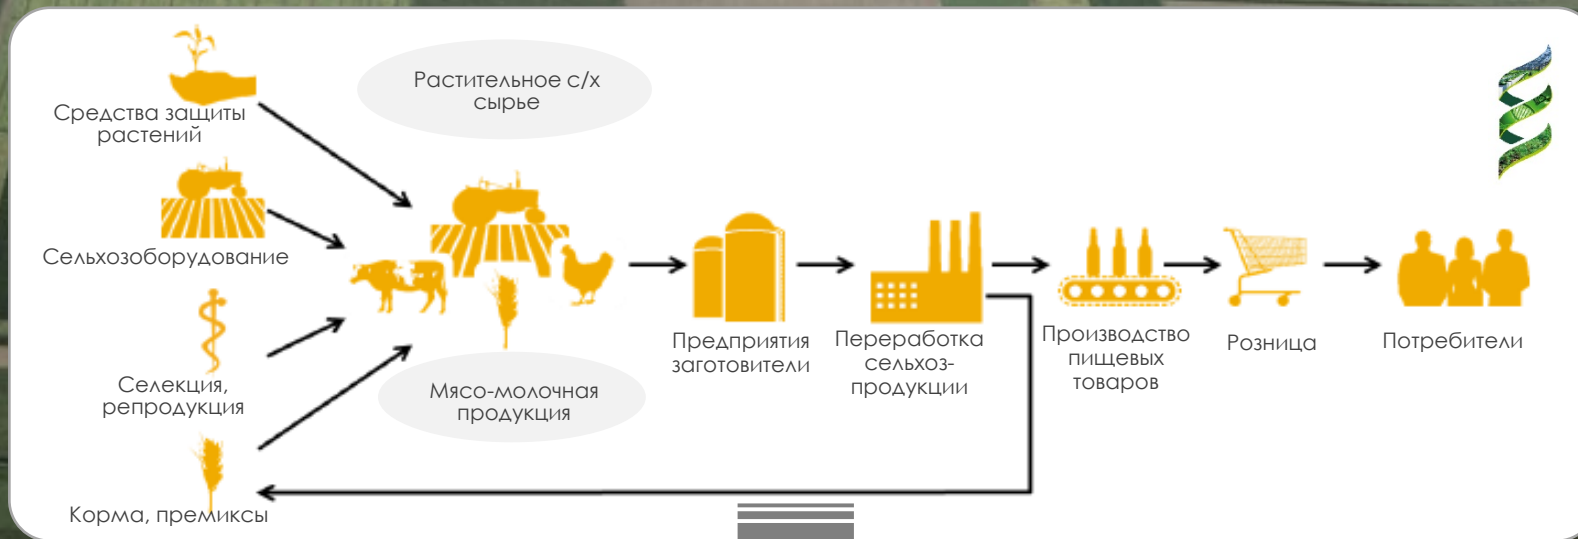 Растительное с/х
сырье
Средства защиты
растений
Сельхозоборудование
Селекция,
репродукция
Корма, премиксы
Мясо-молочная
продукция
Предприятия
заготовители
Переработка
сельхоз-
продукции
Производство
пищевых
товаров
Розница
Потребители